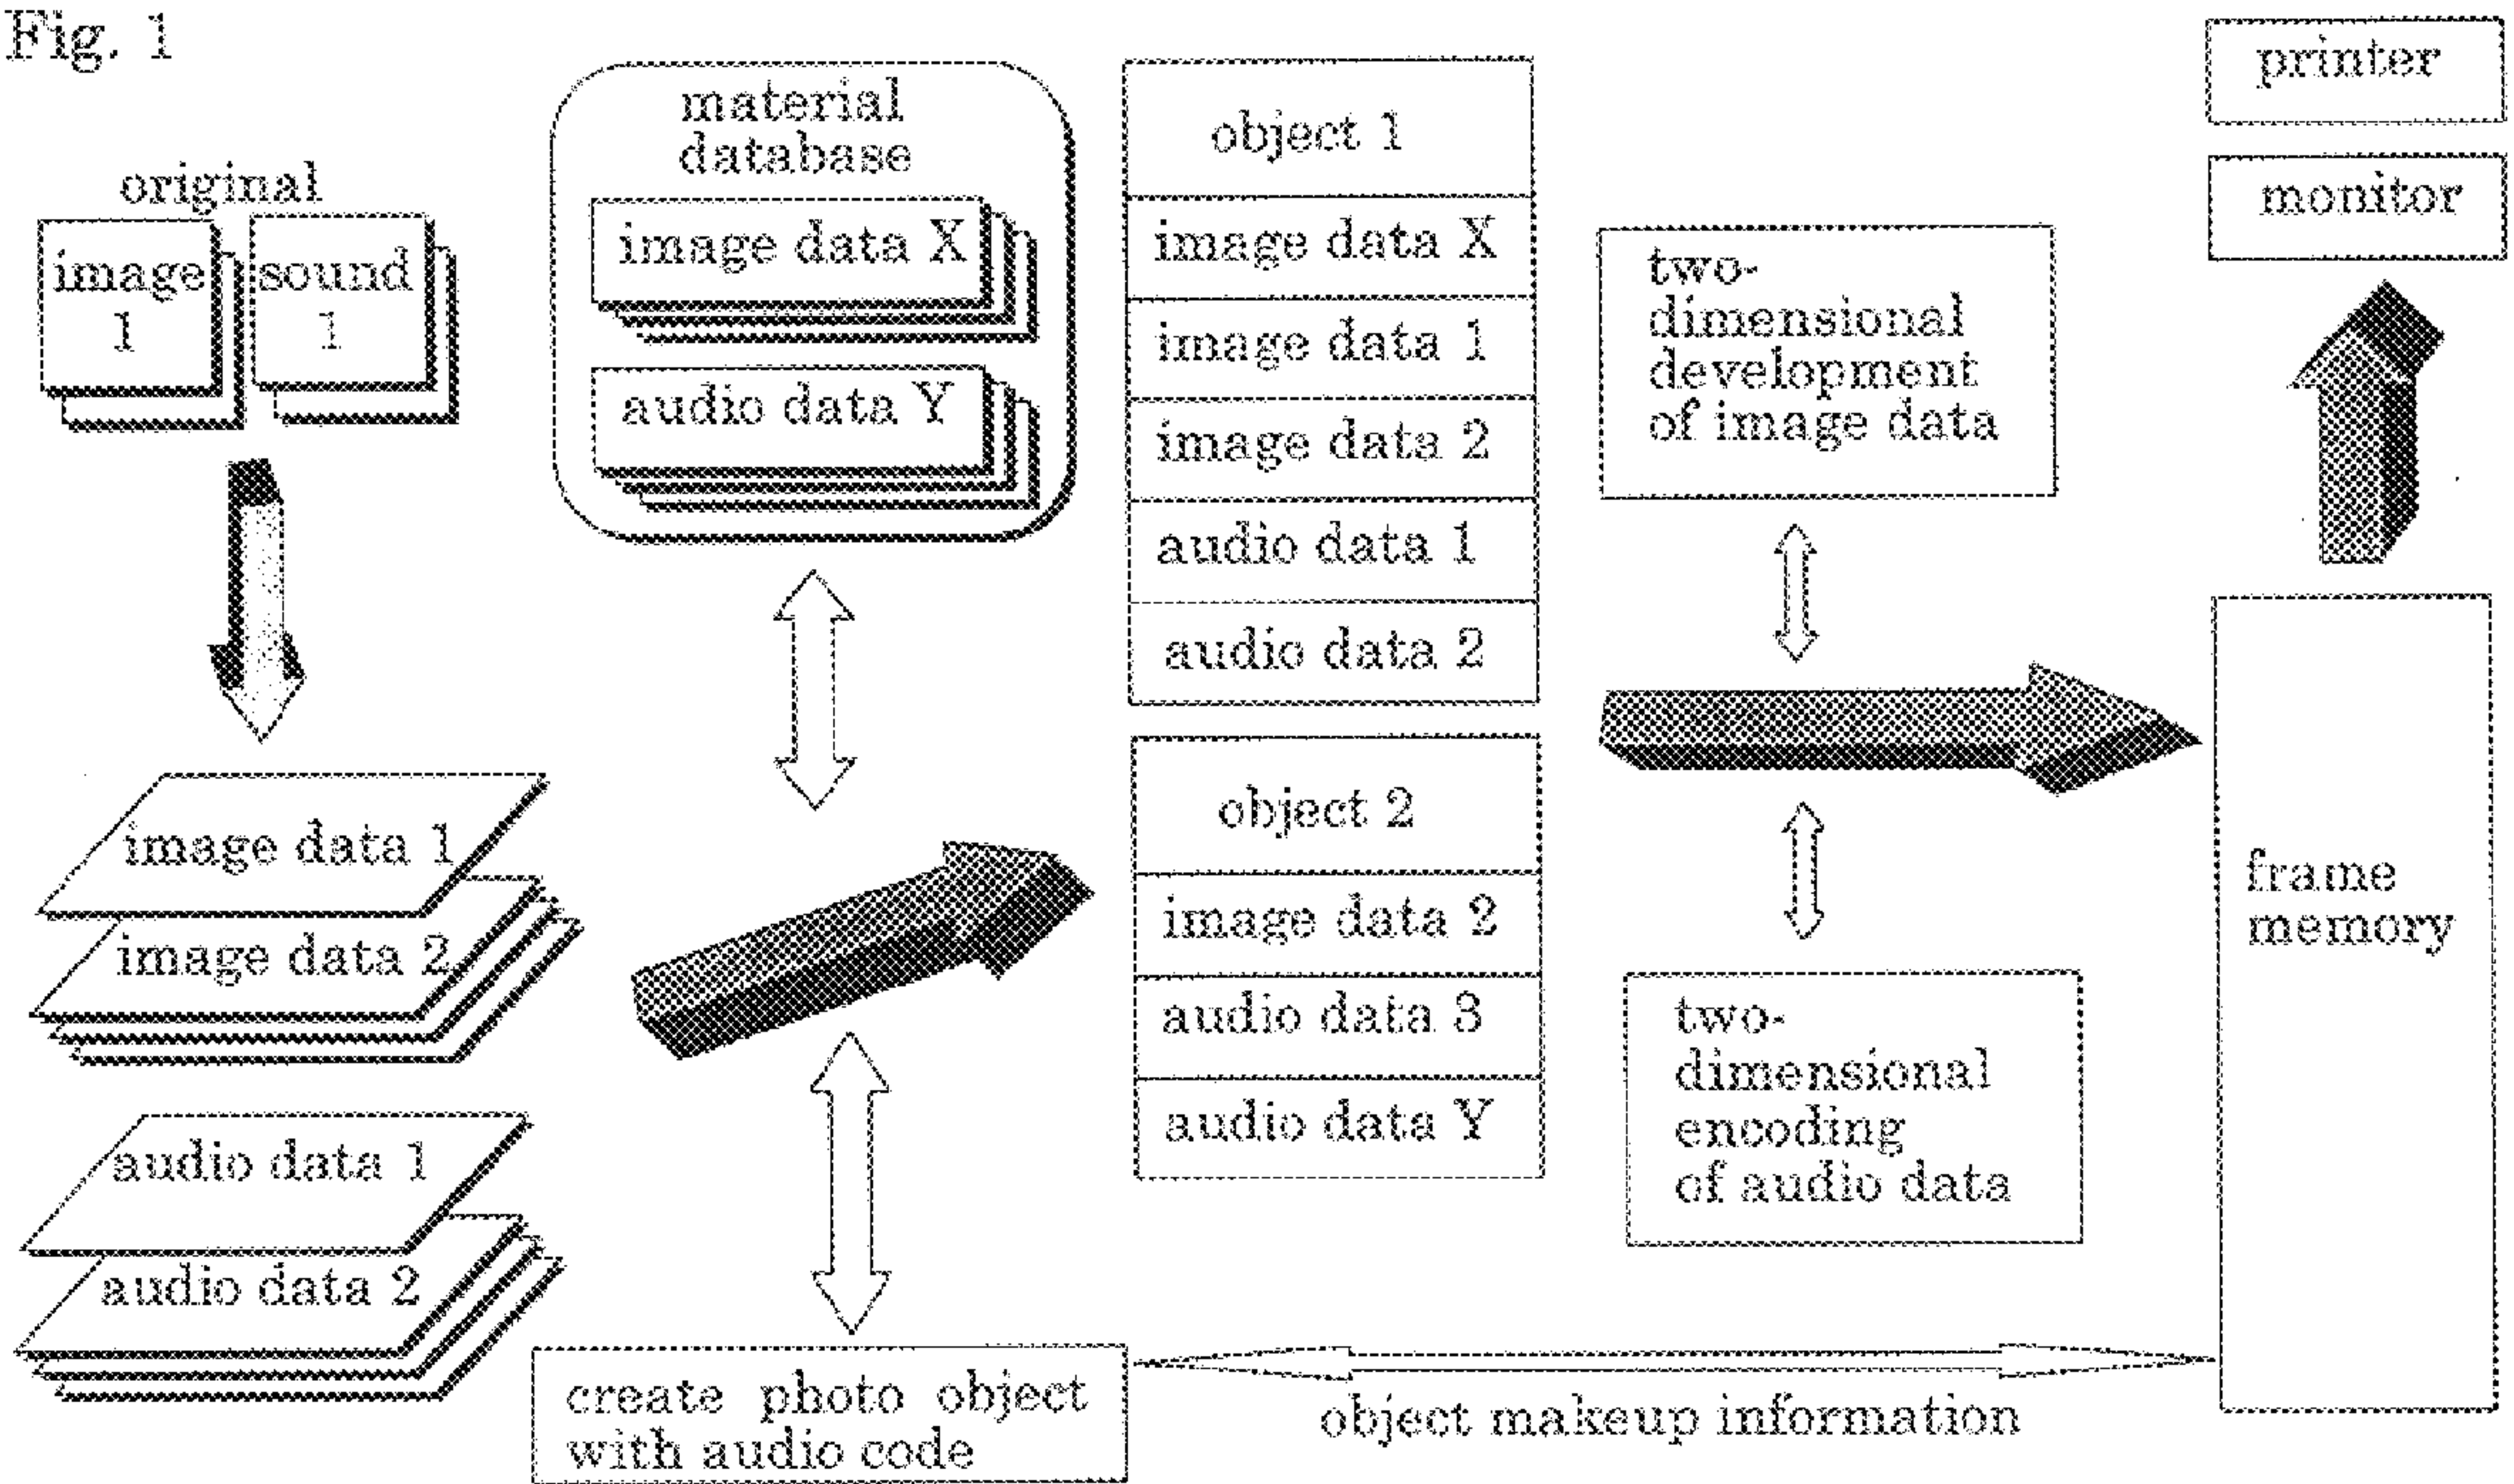 Fig. 1
original
image
1
sound
1
image data 1
image data 2
audio data 1
audio data 2
material
database
image data X
audio data Y
create photo object
with audio code
object 1
image data X
image data 1
image data 2
audio data 1
audio data 2
object 2
image data 2
audio data 3
audio data Y
two-
dimensional
development
of image data
two-
dimensional
encoding
of audio data
object makeup information
printer
monitor
frame
memory